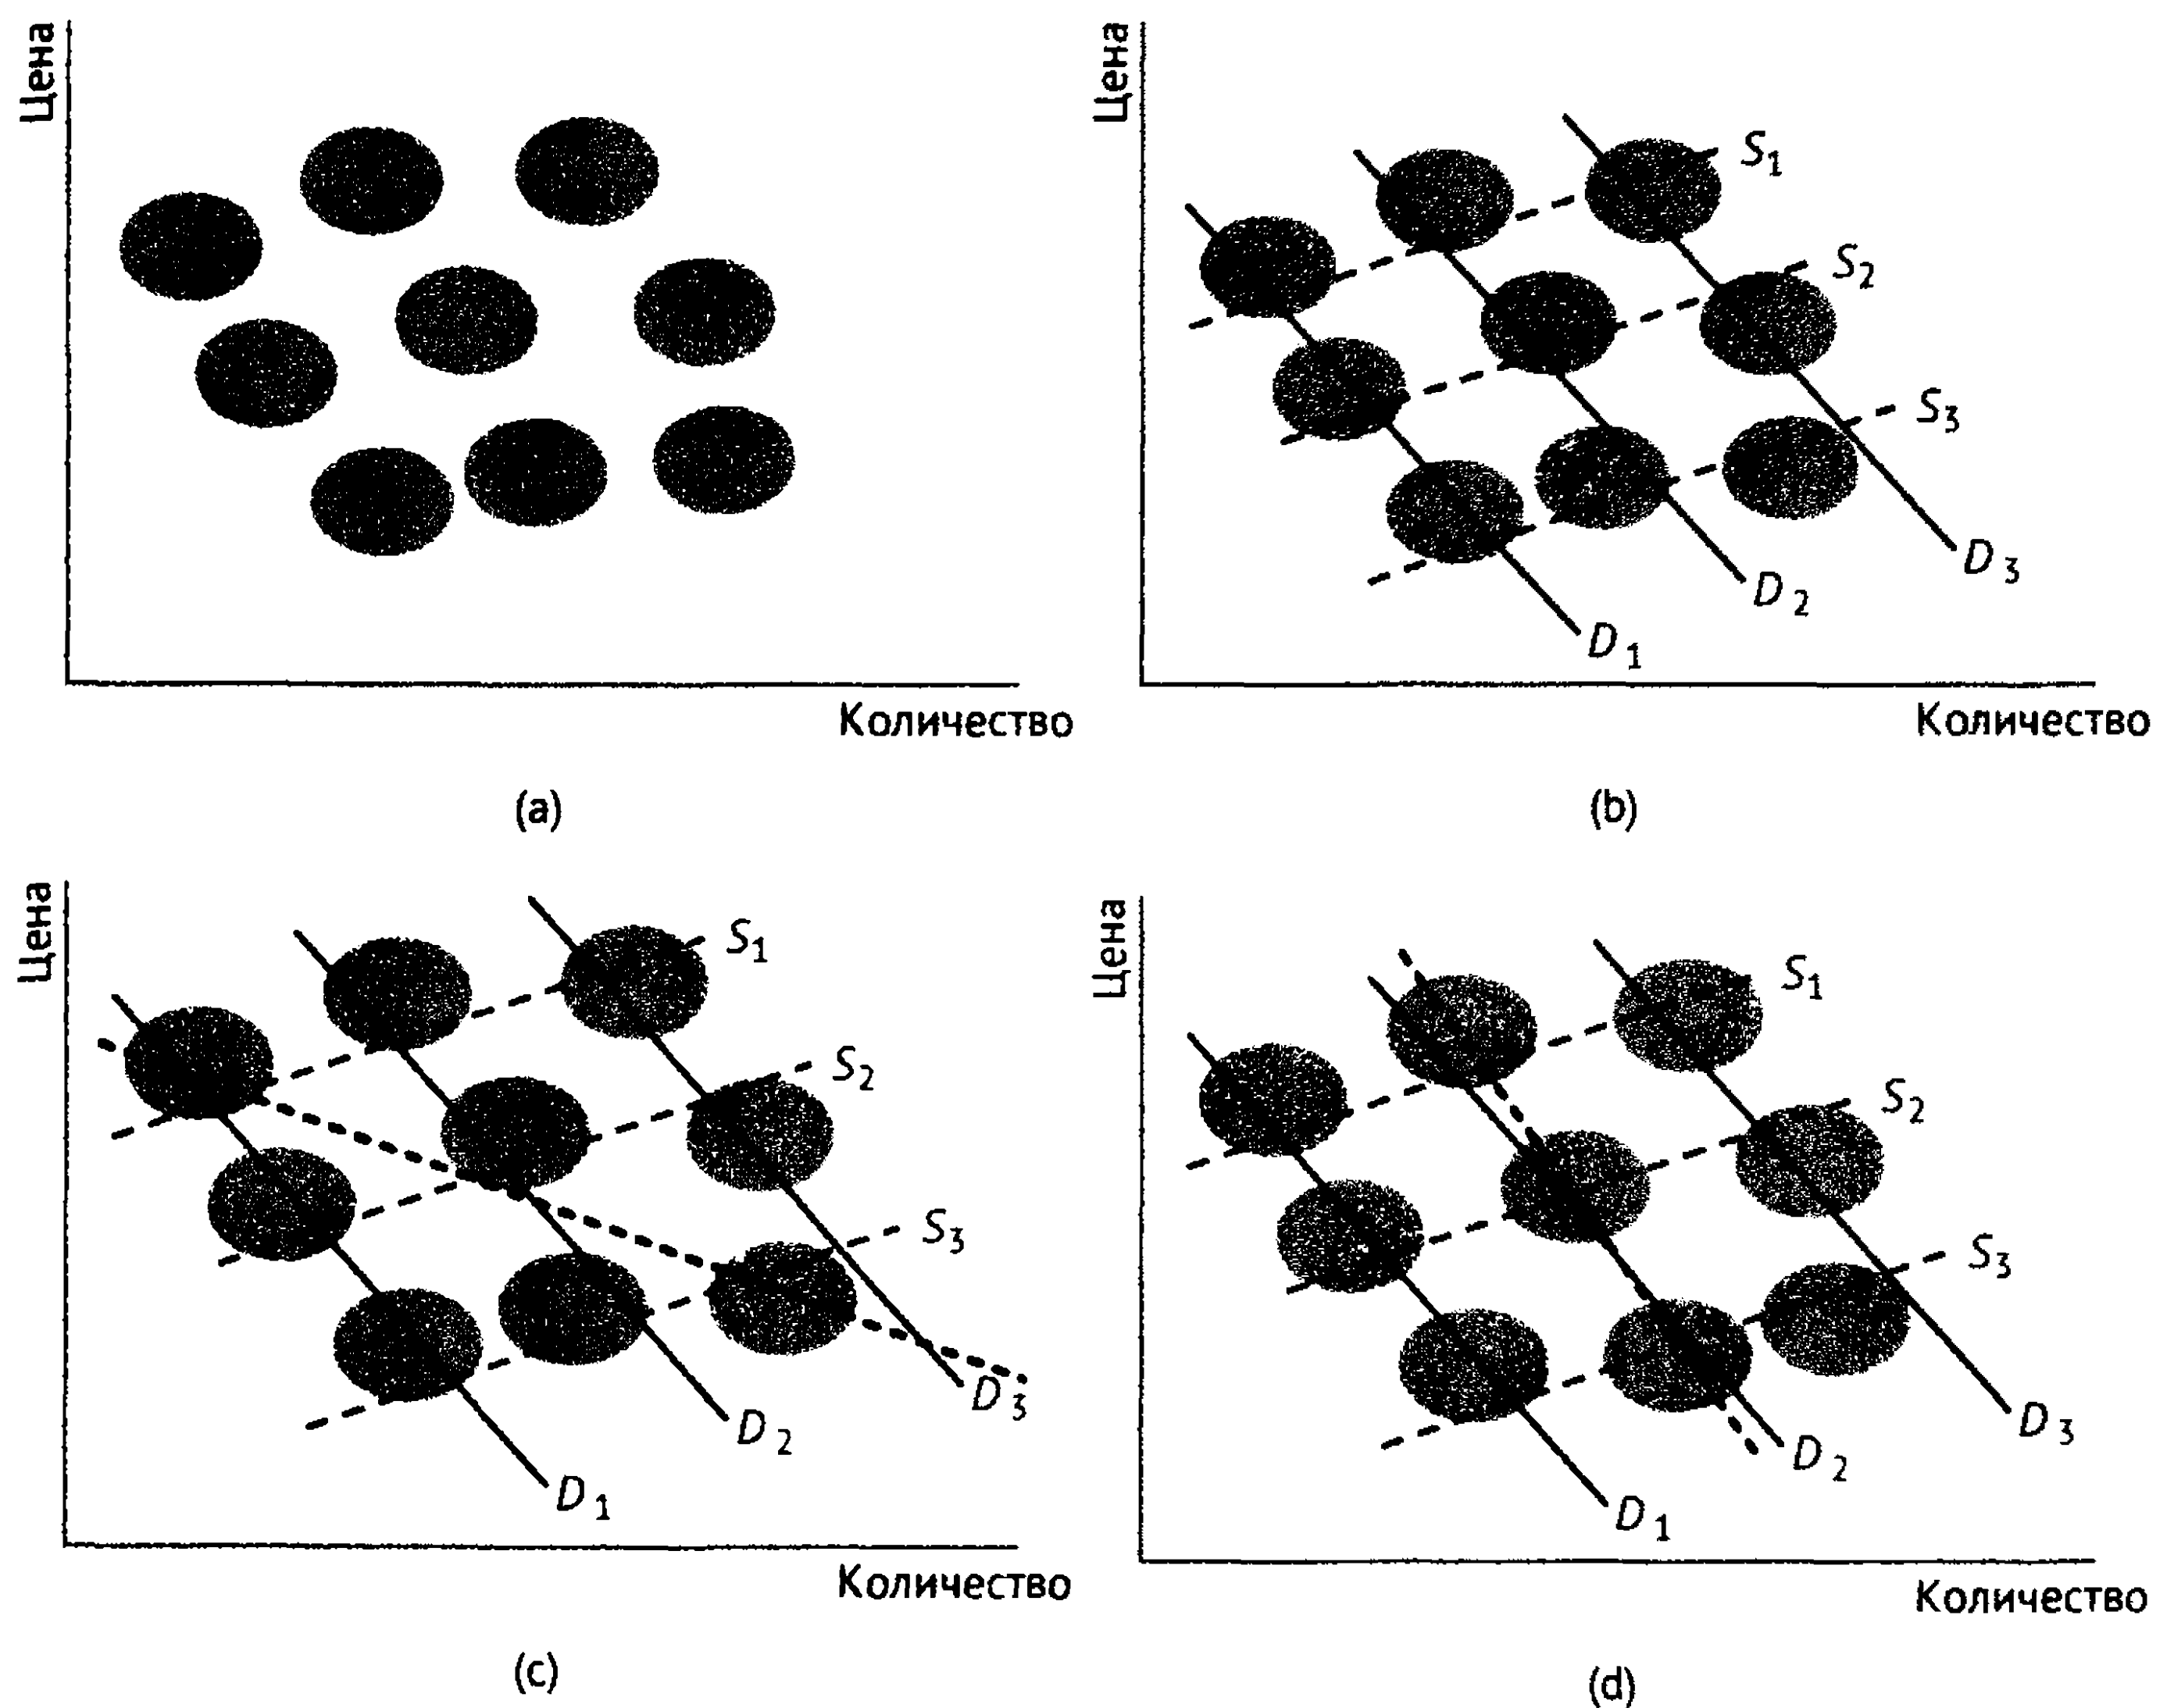 Цена
Количество
(a)
Цена
S1
S2
S3
D3
D2
D1
Количество
(b)
Цена
S1
S2
S3
D3
D2
D1
Количество
(c)
Цена
S1
S2
S3
D3
D2
D1
Количество
(d)